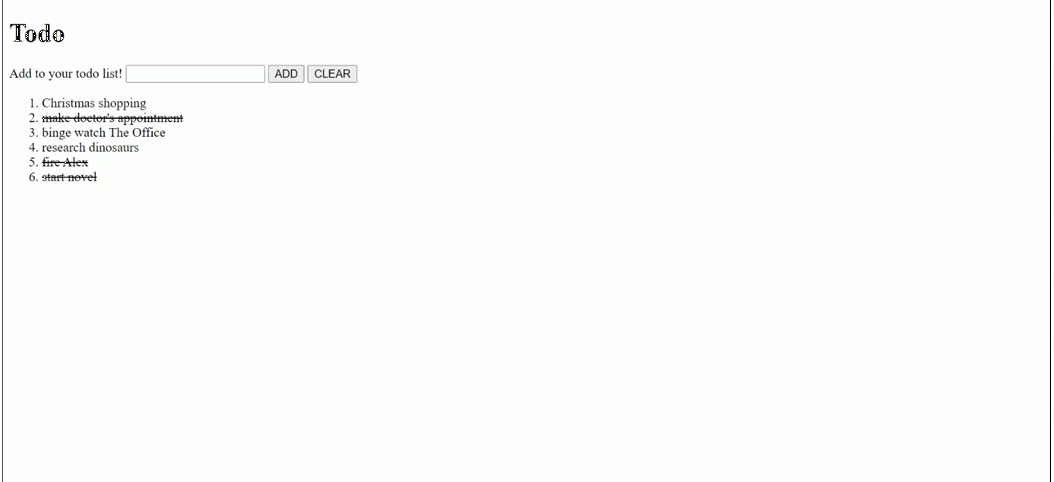 Todo
Add to your todo list! ADD CLEAR
1. Christmas shopping
2. make doctor's appointment
3. binge watch The Office
4. research dinosaurs
5. fire Alex
6. start novel